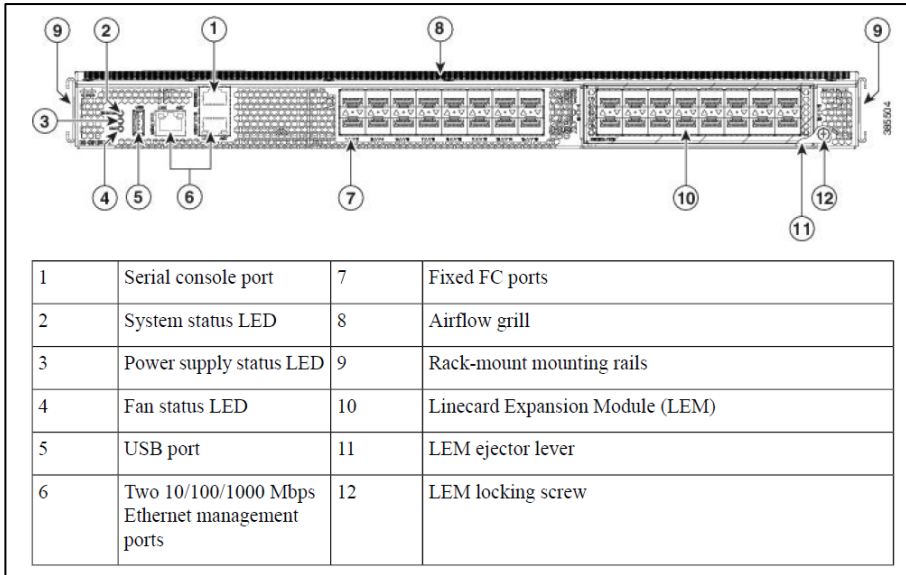 9
2
1
8
9
3
385504
4
5
6
7
10
12
11
1 Serial console port 7 Fixed FC ports
2 System status LED 8 Airflow grill
3 Power supply status LED 9 Rack-mount mounting rails
4 Fan status LED 10 Linecard Expansion Module (LEM)
5 USB port 11 LEM ejector lever
6 Two 10/100/1000 Mbps 12 LEM locking screw
Ethernet management
ports